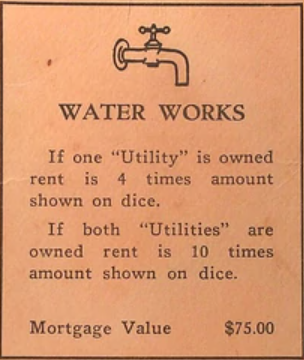 WATER WORKS
If one "Utility" is owned
rent is 4 times amount
shown on dice.
If both "Utilities" are
owned rent is 10 times
amount shown on dice.
Mortgage Value $75.00